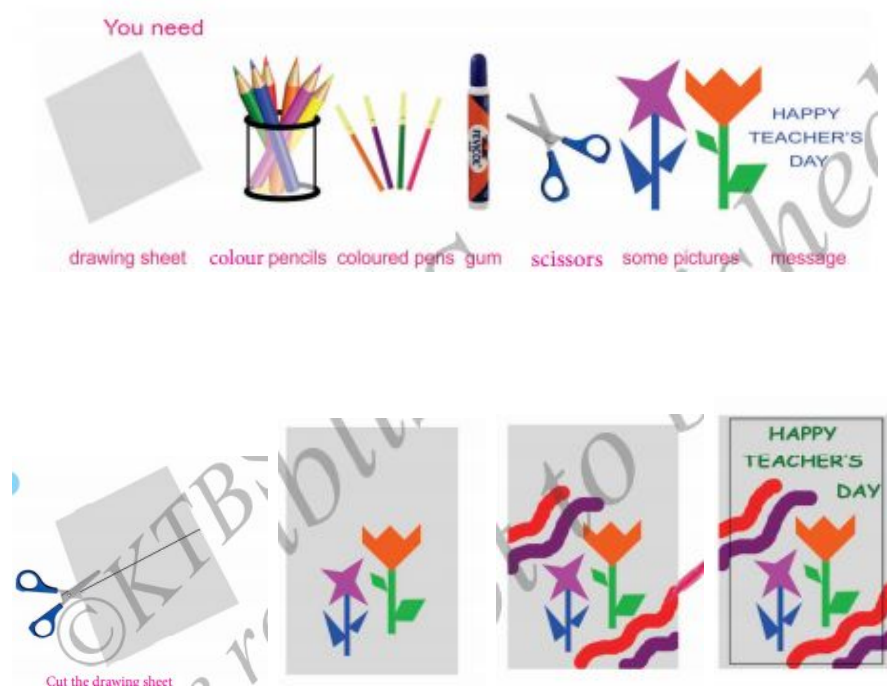 You need
HAPPY
TEACHER'S
DAY
drawing sheet colour pencils coloured pens gum scissors some pictures message
HAPPY
TEACHER'S
DAY
Cut the drawing sheet
©KTBS